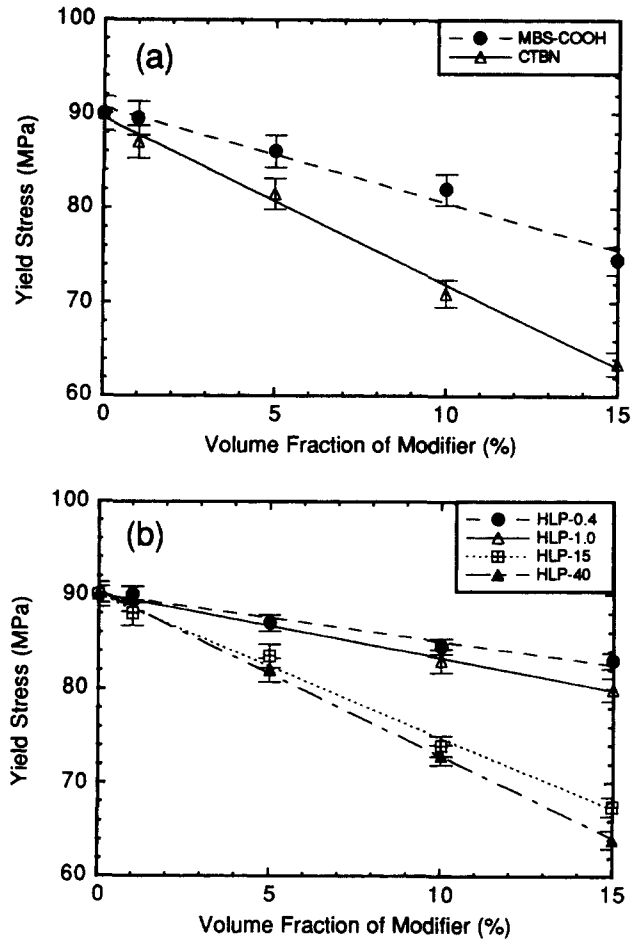 100
(a)
MBS-COOH
CTBN
90
80
70
60
Yield Stress (MPa)
0
5
10
15
Volume Fraction of Modifier (%)
100
(b)
HLP-0.4
HLP-1.0
HLP-15
HLP-40
90
80
70
60
Yield Stress (MPa)
0
5
10
15
Volume Fraction of Modifier (%)